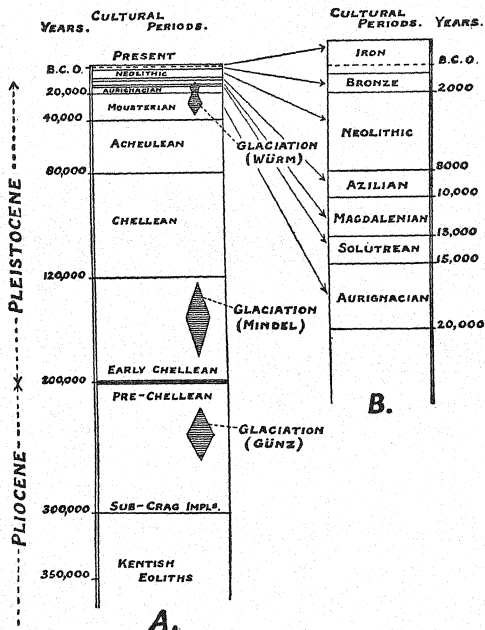 YEARS.
CULTURAL
PERIODS.
PRESENT
B.C.O.
NEOLITHIC
20,000
AURIGNACIAN
MOUSTERIAN
40,000
ACHEULEAN
80,000
CHELLEAN
120,000
EARLY CHELLEAN
200,000
PRE-CHELLEAN
300,000
SUB-CRAG IMPLS.
KENTISH
EOLITHS
350,000
PLEISTOCENE
PLIOCENE
GLACIATION
(WÜRM)
GLACIATION
(MINDEL)
GLACIATION
(GÜNZ)
A.
CULTURAL
PERIODS.
YEARS.
IRON
B.C.O.
BRONZE
2000
NEOLITHIC
8000
AZILIAN
10,000
MAGDALENIAN
13,000
SOLUTREAN
15,000
AURIGNACIAN
20,000
B.